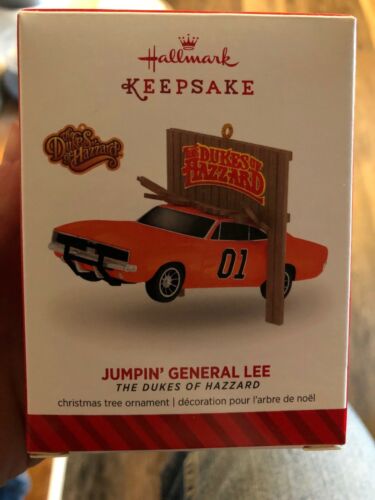 Hallmark
KEEPSAKE
The
Dukes
of Hazzard
THE DUKES OF
HAZZARD
01
JUMPIN' GENERAL LEE
THE DUKES OF HAZZARD
christmas tree ornament | décoration pour l'arbre de noël